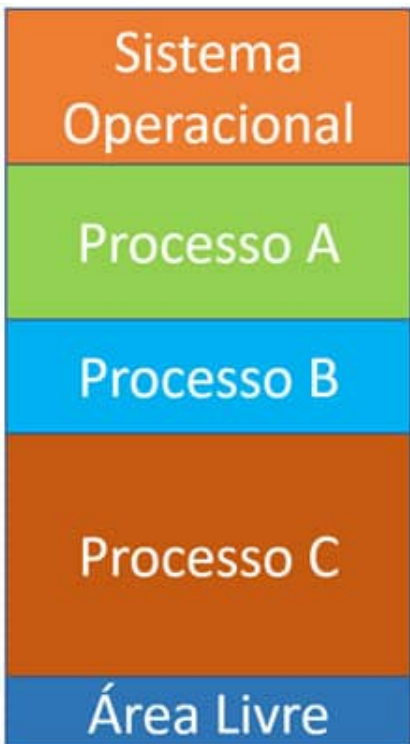 Sistema
Operacional
Processo A
Processo B
Processo C
Área Livre